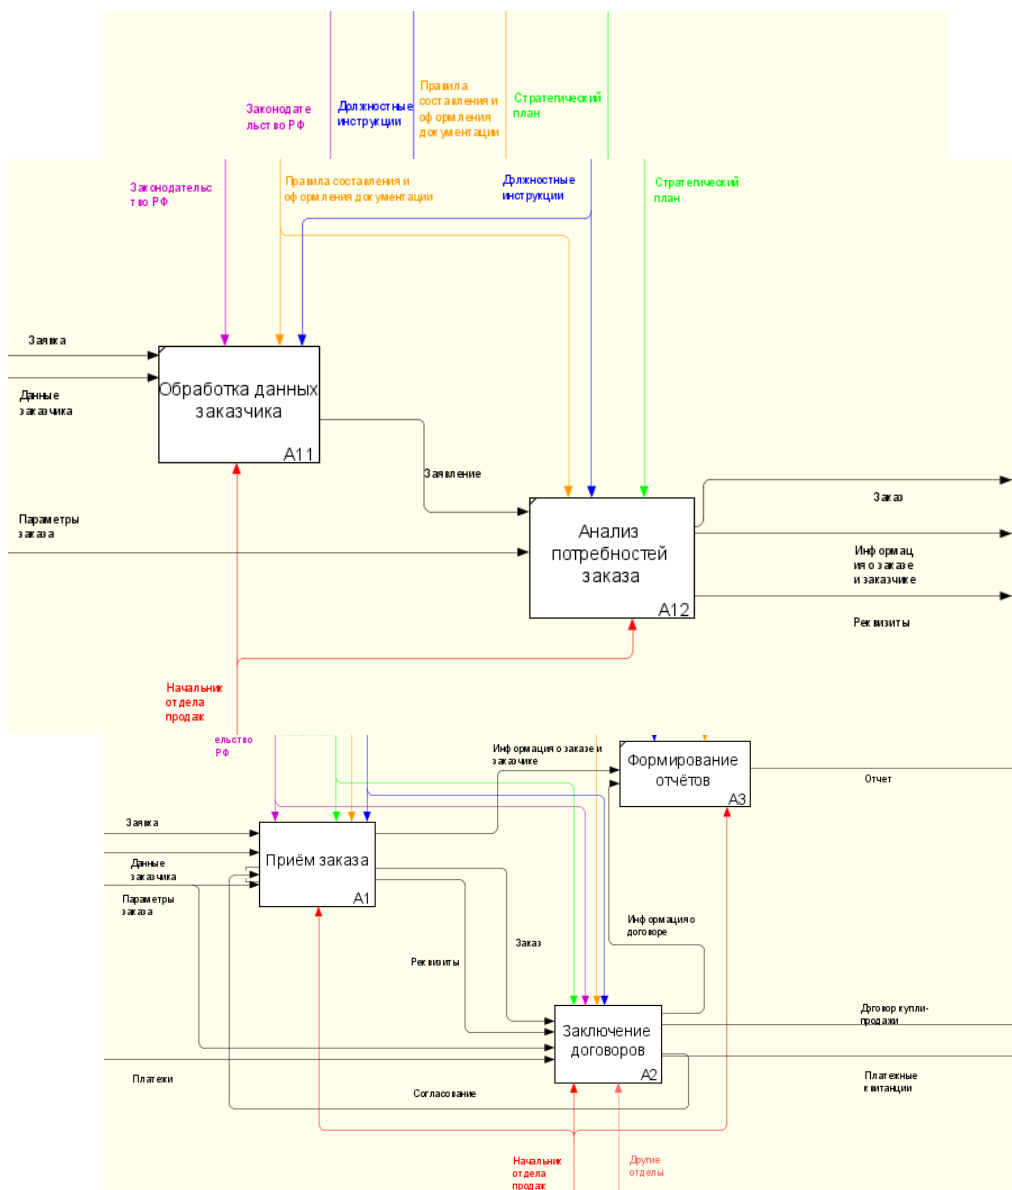 Законодате
льство РФ
Должностные
инструкции
Правила
составления и
оформления
документации
Стратегический
план
Законодательс
тво РФ
Правила составления и
оформления документации
Должностные
инструкции
Стратегический
план
Заявка
Данные
заказчика
Обработка данных
заказчика
A11
Заявление
Параметры
заказа
Анализ
потребностей
заказа
A12
Заказ
Информац
ия о заказе
и заказчике
Реквизиты
Начальник
отдела
продаж
ельство
РФ
Информация о заказе и
заказчике
Формирование
отчётов
A3
Отчет
Заявка
Данные
заказчика
Параметры
заказа
Приём заказа
A1
Информация о
договоре
Заказ
Реквизиты
Заключение
договоров
A2
Договор купли-
продажи
Платежные
квитанции
Платежи
Согласование
Начальник
отдела
продаж
Другие
отделы